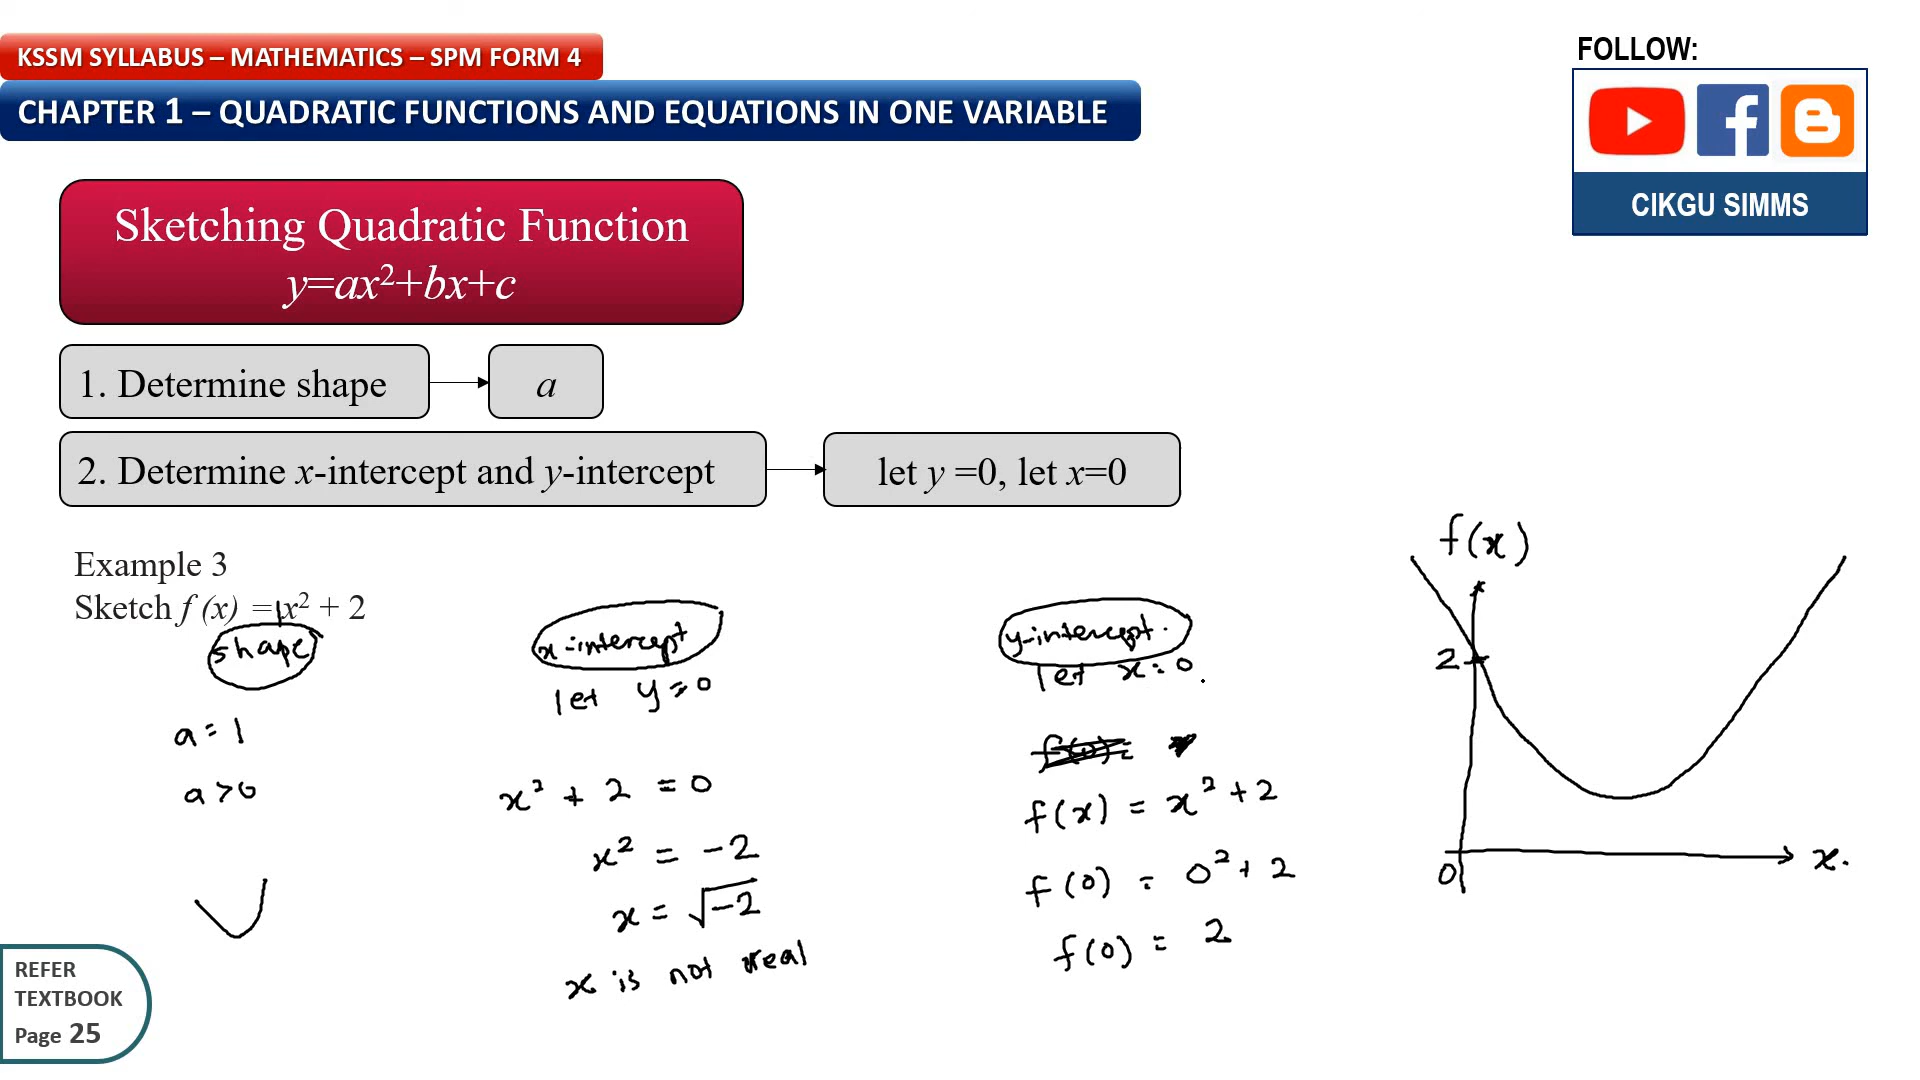 KSSM SYLLABUS – MATHEMATICS – SPM FORM 4
CHAPTER 1 – QUADRATIC FUNCTIONS AND EQUATIONS IN ONE VARIABLE
FOLLOW:
CIKGU SIMMS
Sketching Quadratic Function
y=ax²+bx+c
1. Determine shape
a
2. Determine x-intercept and y-intercept
let y =0, let x=0
Example 3
Sketch f (x) = 1x² + 2
shape
a = 1
a > 0
x-intercept
let y = 0
x² + 2 = 0
x² = -2
x = √-2
x is not real
y-intercept.
let x = 0.
f(0) =
f(x) = x² + 2
f(0) = 0² + 2
f(0) = 2
f(x)
2
0
x.
REFER
TEXTBOOK
Page 25